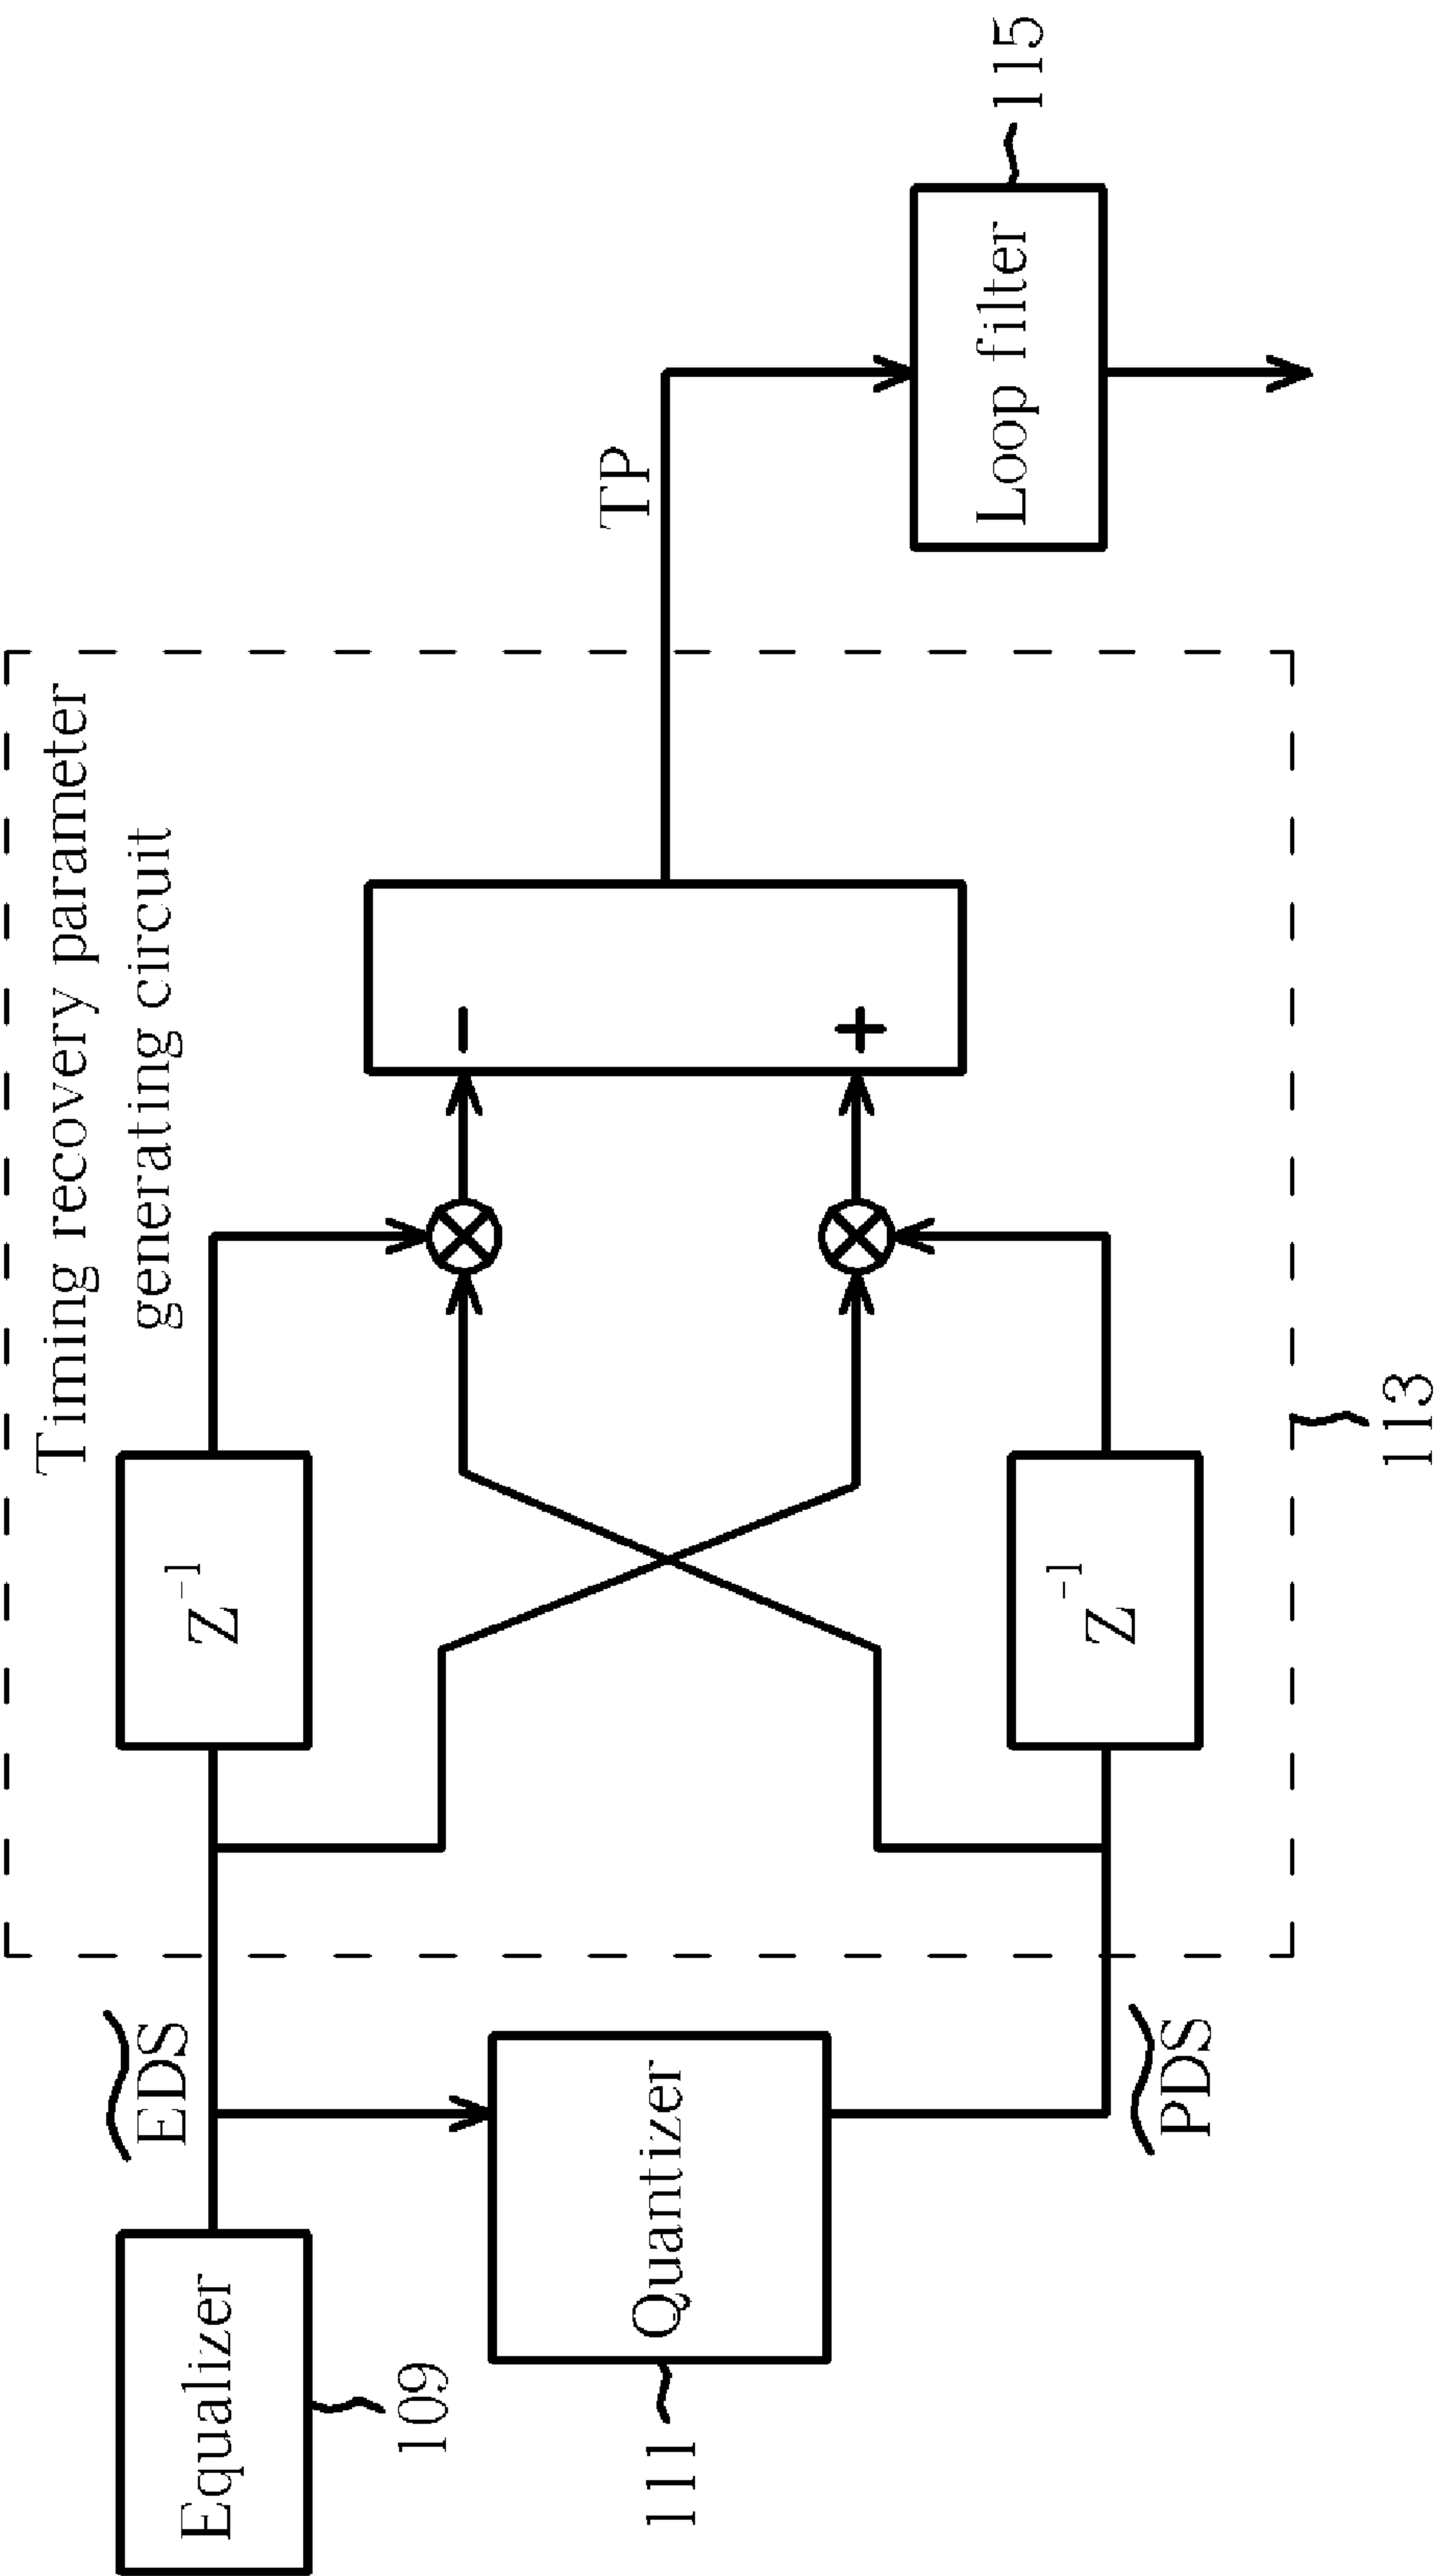 Timing recovery parameter
generating circuit
Equalizer
109
EDS
Z⁻¹
Quantizer
111
−
+
TP
Loop filter
115
PDS
Z⁻¹
113